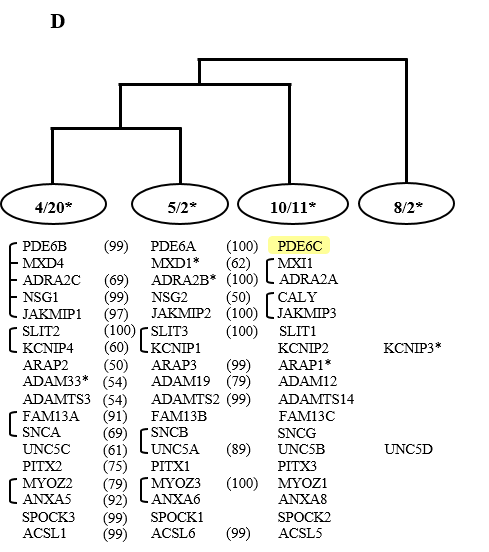 D
4/20* 5/2* 10/11* 8/2*
PDE6B (99) PDE6A (100) PDE6C
MXD4 MXD1* (62) MXI1
ADRA2C (69) ADRA2B* (100) ADRA2A
NSG1 (99) NSG2 (50) CALY
JAKMIP1 (97) JAKMIP2 (100) JAKMIP3
SLIT2 (100) SLIT3 (100) SLIT1
KCNIP4 (60) KCNIP1 KCNIP2 KCNIP3*
ARAP2 (50) ARAP3 (99) ARAP1*
ADAM33* (54) ADAM19 (79) ADAM12
ADAMTS3 (54) ADAMTS2 (99) ADAMTS14
FAM13A (91) FAM13B FAM13C
SNCA (69) SNCB SNCG
UNC5C (61) UNC5A (89) UNC5B UNC5D
PITX2 (75) PITX1 PITX3
MYOZ2 (79) MYOZ3 (100) MYOZ1
ANXA5 (92) ANXA6 ANXA8
SPOCK3 (99) SPOCK1 SPOCK2
ACSL1 (99) ACSL6 (99) ACSL5